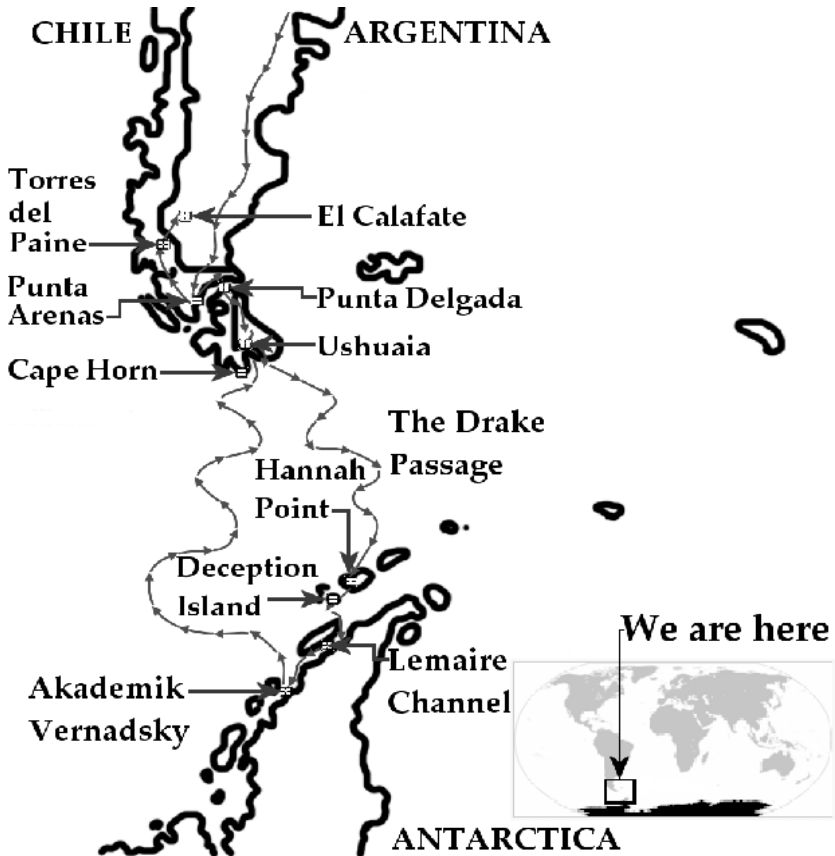 CHILE
ARGENTINA
Torres
del
Paine
El Calafate
Punta
Arenas
Punta Delgada
Ushuaia
Cape Horn
The Drake
Passage
Hannah
Point
Deception
Island
We are here
Lemaire
Channel
Akademik
Vernadsky
ANTARCTICA